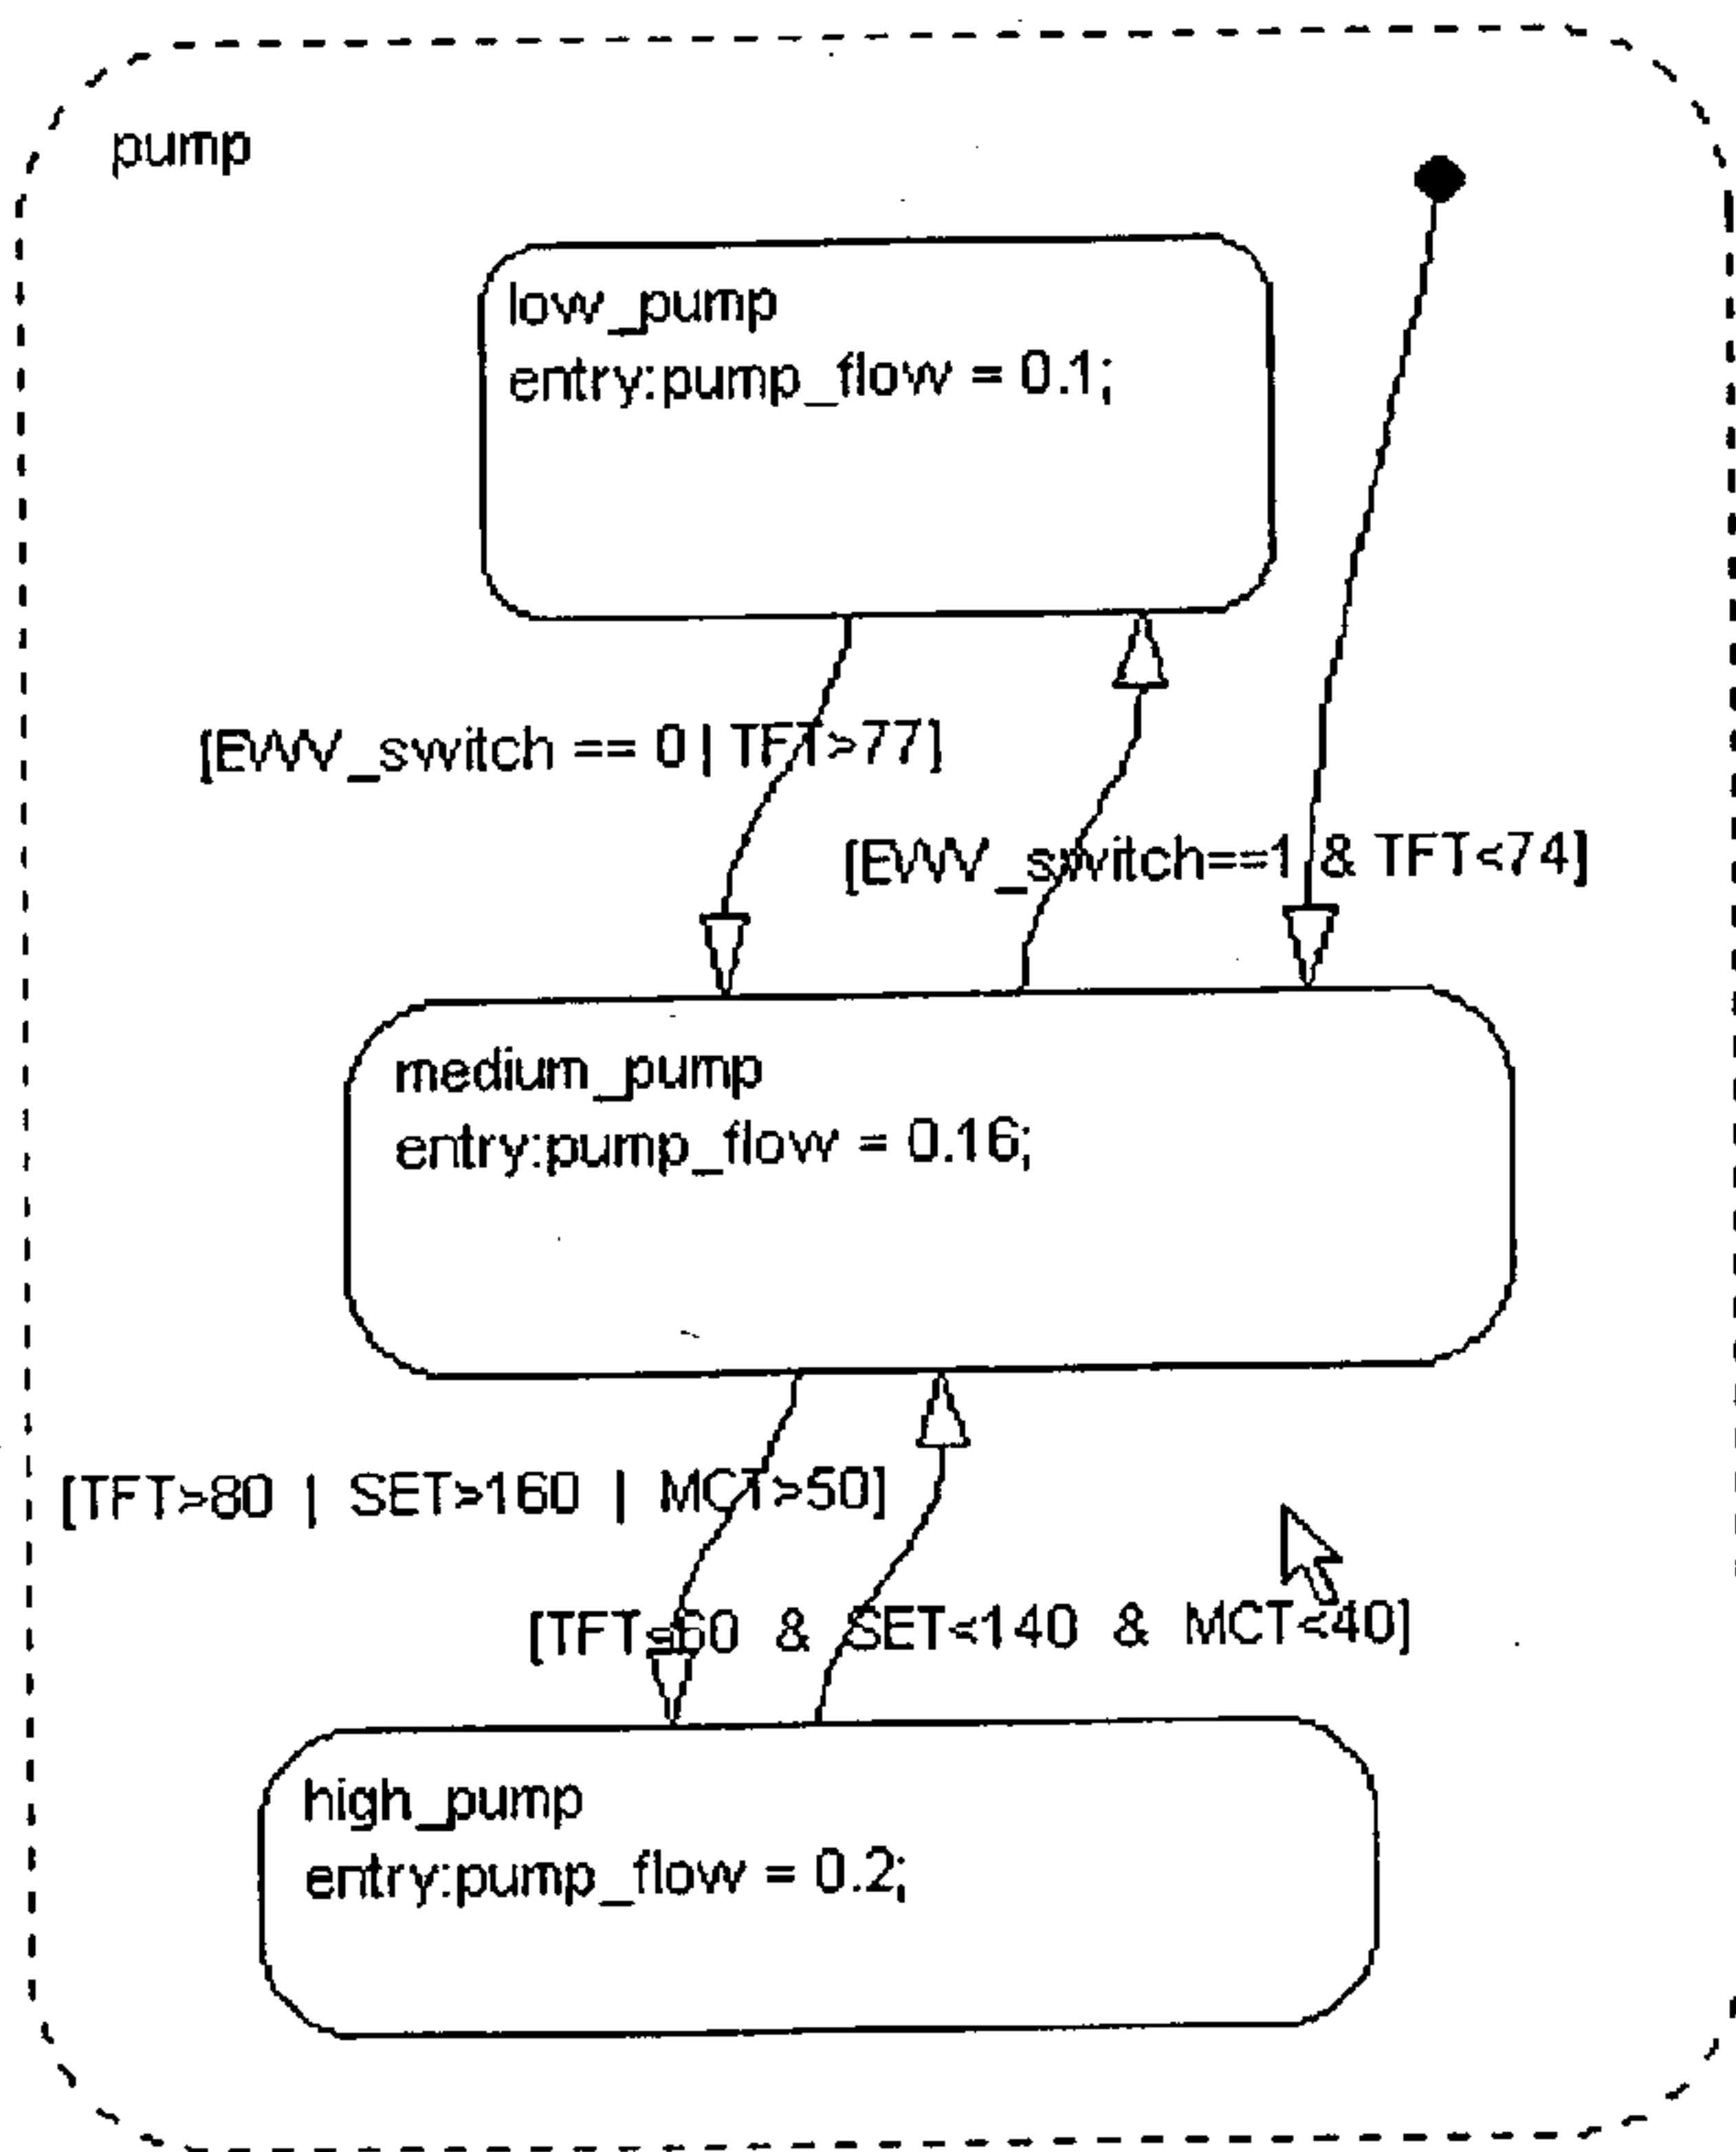 pump
low_pump
entry:pump_flow = 0.1;
[EWV_switch == 0 | TFT>77]
[EWV_switch==1 & TFT<74]
medium_pump
entry:pump_flow = 0.16;
[TFT>80 | SET>160 | MCT>50]
[TFT<60 & SET<140 & MCT<40]
high_pump
entry:pump_flow = 0.2;